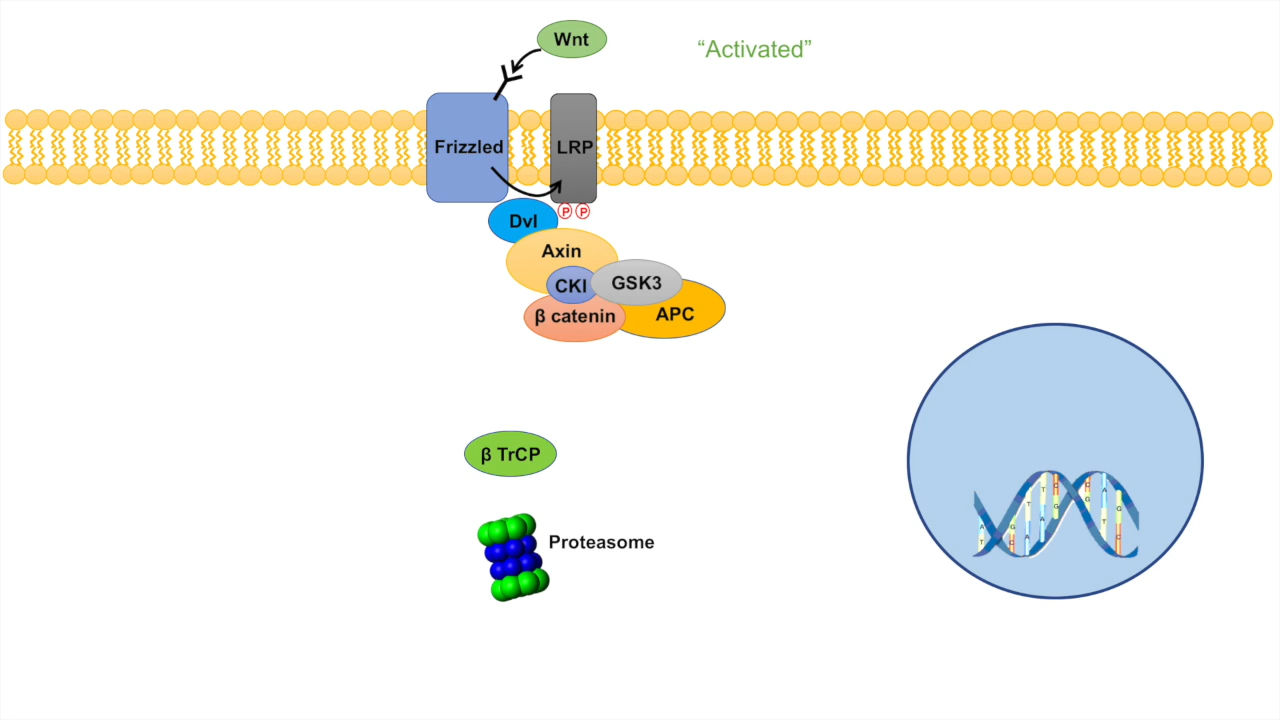 Wnt
“Activated”
Frizzled
LRP
P P
Dvl
Axin
CKI
GSK3
β catenin
APC
β TrCP
Proteasome